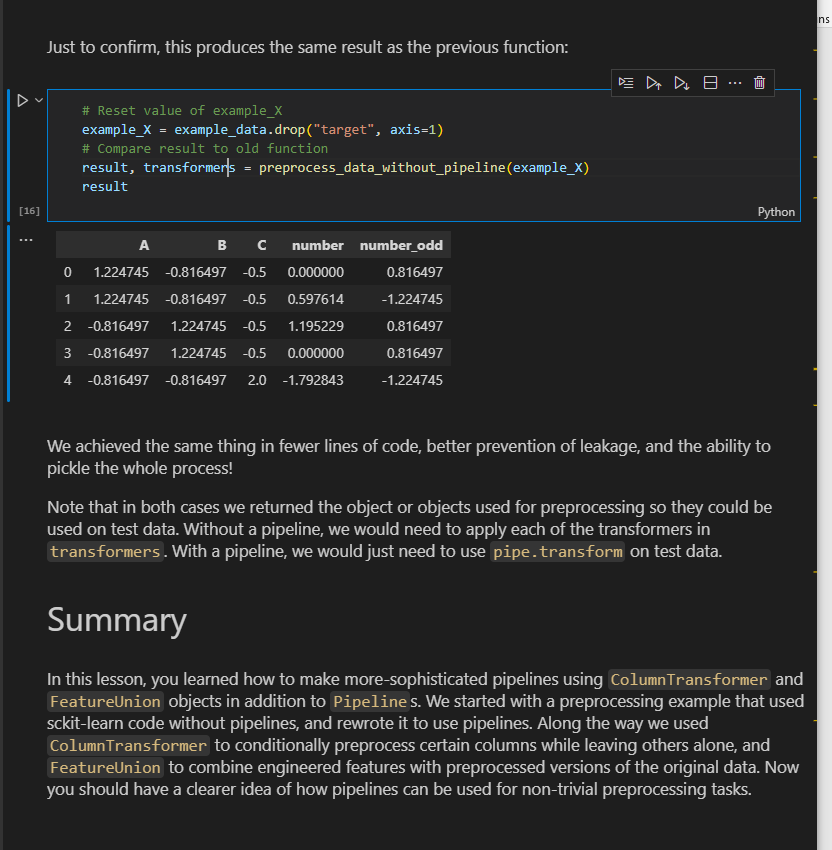 ns
Just to confirm, this produces the same result as the previous function:
# Reset value of example_X
example_X = example_data.drop("target", axis=1)
# Compare result to old function
result, transformers = preprocess_data_without_pipeline(example_X)
result
[16]
Python
...
A B C number number_odd
0 1.224745 -0.816497 -0.5 0.000000 0.816497
1 1.224745 -0.816497 -0.5 0.597614 -1.224745
2 -0.816497 1.224745 -0.5 1.195229 0.816497
3 -0.816497 1.224745 -0.5 0.000000 0.816497
4 -0.816497 -0.816497 2.0 -1.792843 -1.224745
We achieved the same thing in fewer lines of code, better prevention of leakage, and the ability to
pickle the whole process!
Note that in both cases we returned the object or objects used for preprocessing so they could be
used on test data. Without a pipeline, we would need to apply each of the transformers in
transformers. With a pipeline, we would just need to use pipe.transform on test data.
Summary
In this lesson, you learned how to make more-sophisticated pipelines using ColumnTransformer and
FeatureUnion objects in addition to Pipelines. We started with a preprocessing example that used
sckit-learn code without pipelines, and rewrote it to use pipelines. Along the way we used
ColumnTransformer to conditionally preprocess certain columns while leaving others alone, and
FeatureUnion to combine engineered features with preprocessed versions of the original data. Now
you should have a clearer idea of how pipelines can be used for non-trivial preprocessing tasks.